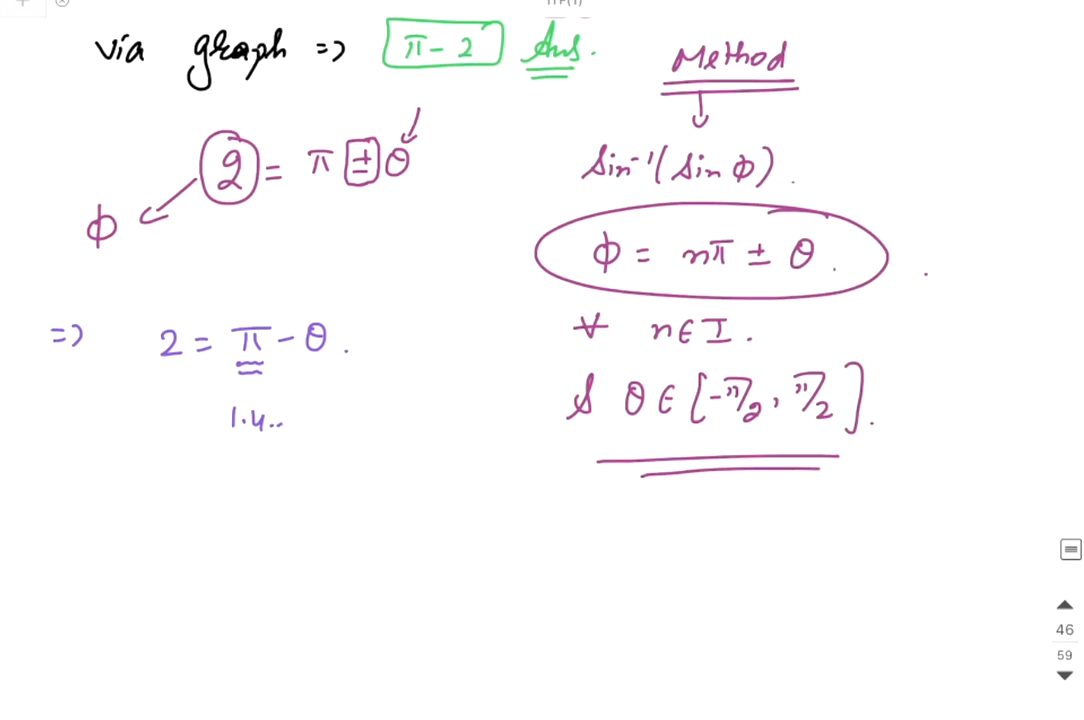 via graph => π - 2 Ans.
Method
2 = π ± θ
sin⁻¹(sin φ).
φ
φ = nπ ± θ.
=> 2 = π - θ.
∀ n ∈ I.
1.4..
& θ ∈ [-π/2, π/2].
46
59